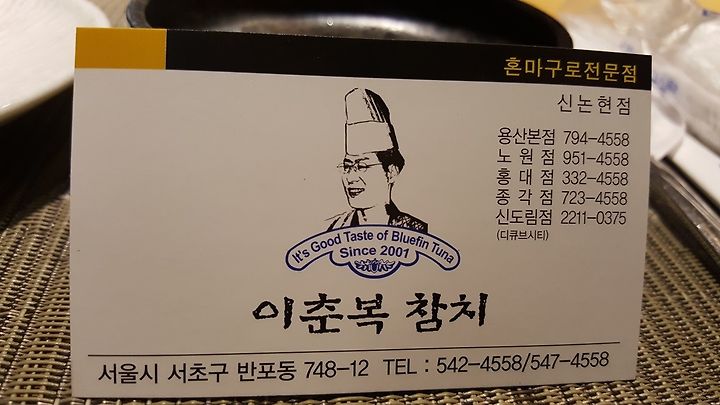 혼마구로전문점
신논현점
용산본점 794-4558
노원점 951-4558
홍대점 332-4558
종각점 723-4558
신도림점 2211-0375
(디큐브시티)
It's Good Taste of Bluefin Tuna
Since 2001
이춘복 참치
서울시 서초구 반포동 748-12 TEL : 542-4558/547-4558